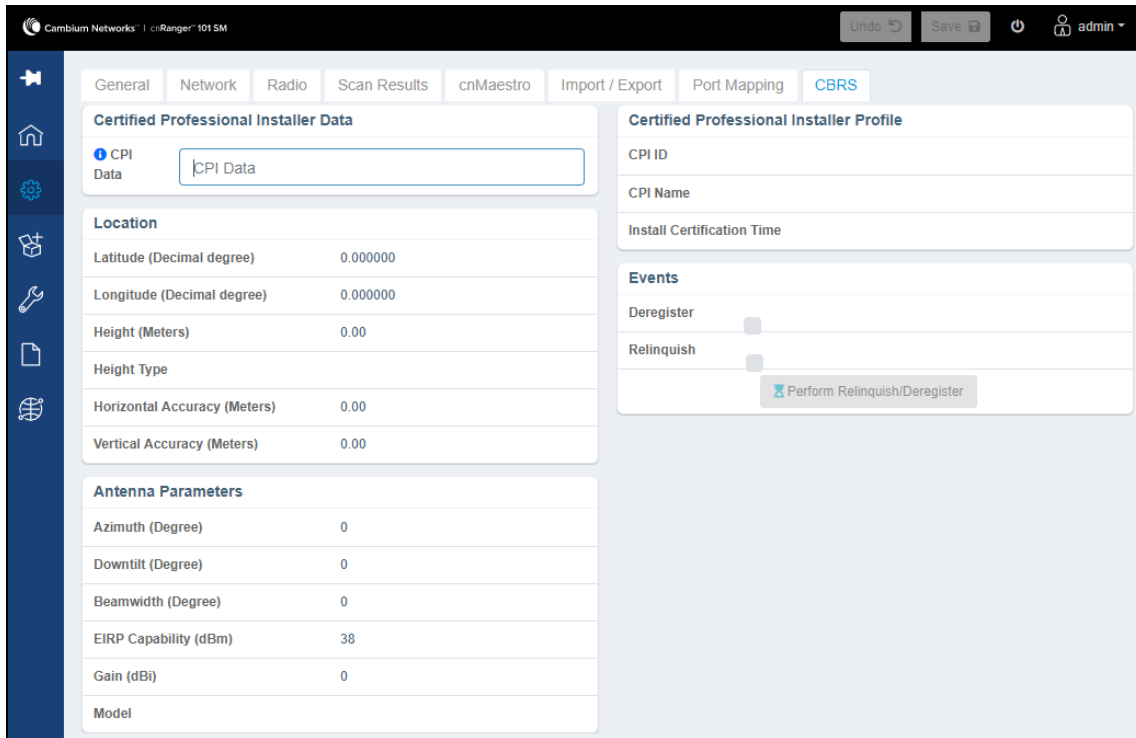 Cambium Networks™ | cnRanger™ 101 SM
Undo
Save
admin
General
Network
Radio
Scan Results
cnMaestro
Import / Export
Port Mapping
CBRS
Certified Professional Installer Data
CPI
Data
CPI Data
Location
Latitude (Decimal degree) 0.000000
Longitude (Decimal degree) 0.000000
Height (Meters) 0.00
Height Type
Horizontal Accuracy (Meters) 0.00
Vertical Accuracy (Meters) 0.00
Antenna Parameters
Azimuth (Degree) 0
Downtilt (Degree) 0
Beamwidth (Degree) 0
EIRP Capability (dBm) 38
Gain (dBi) 0
Model
Certified Professional Installer Profile
CPI ID
CPI Name
Install Certification Time
Events
Deregister
Relinquish
Perform Relinquish/Deregister